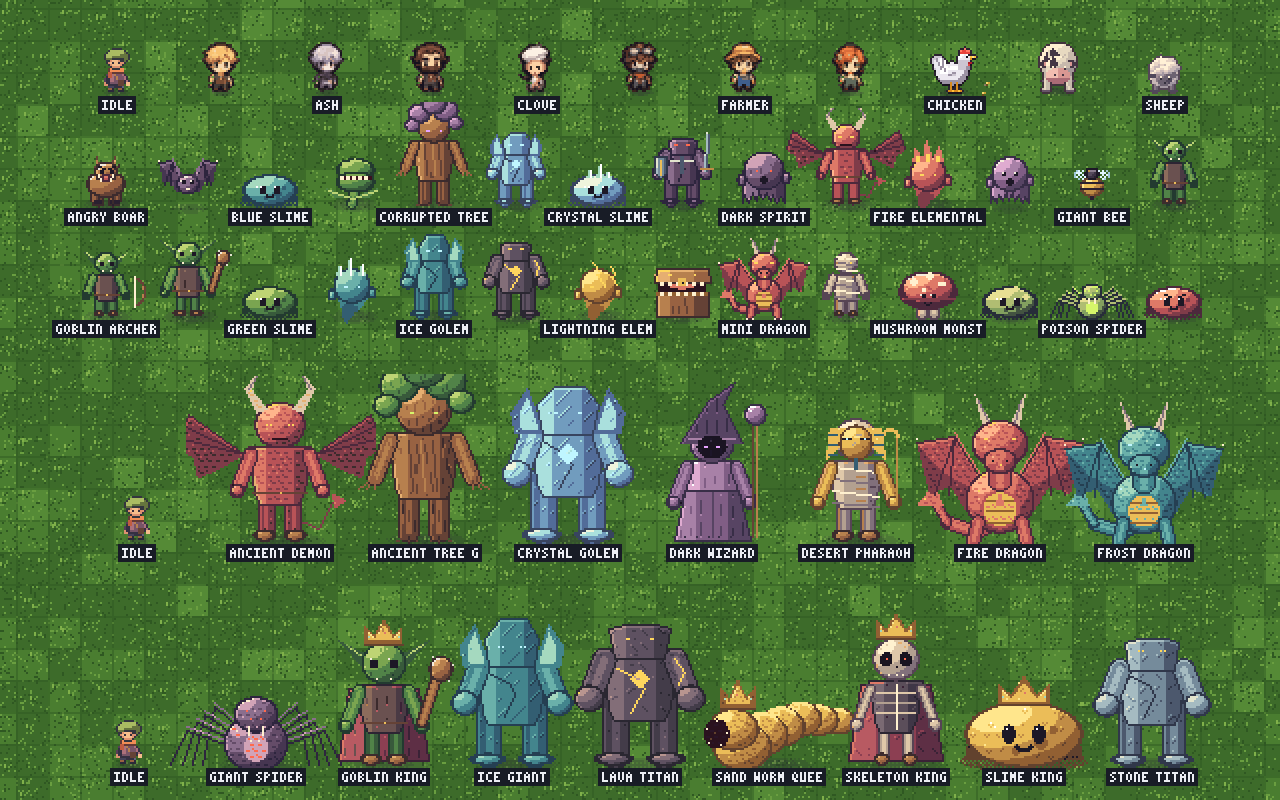 IDLE
ASH
CLOVE
FARMER
CHICKEN
SHEEP
ANGRY BOAR
BLUE SLIME
CORRUPTED TREE
CRYSTAL SLIME
DARK SPIRIT
FIRE ELEMENTAL
GIANT BEE
GOBLIN ARCHER
GREEN SLIME
ICE GOLEM
LIGHTNING ELEM
MINI DRAGON
MUSHROOM MONST
POISON SPIDER
IDLE
ANCIENT DEMON
ANCIENT TREE G
CRYSTAL GOLEM
DARK WIZARD
DESERT PHARAOH
FIRE DRAGON
FROST DRAGON
IDLE
GIANT SPIDER
GOBLIN KING
ICE GIANT
LAVA TITAN
SAND WORM QUEE
SKELETON KING
SLIME KING
STONE TITAN